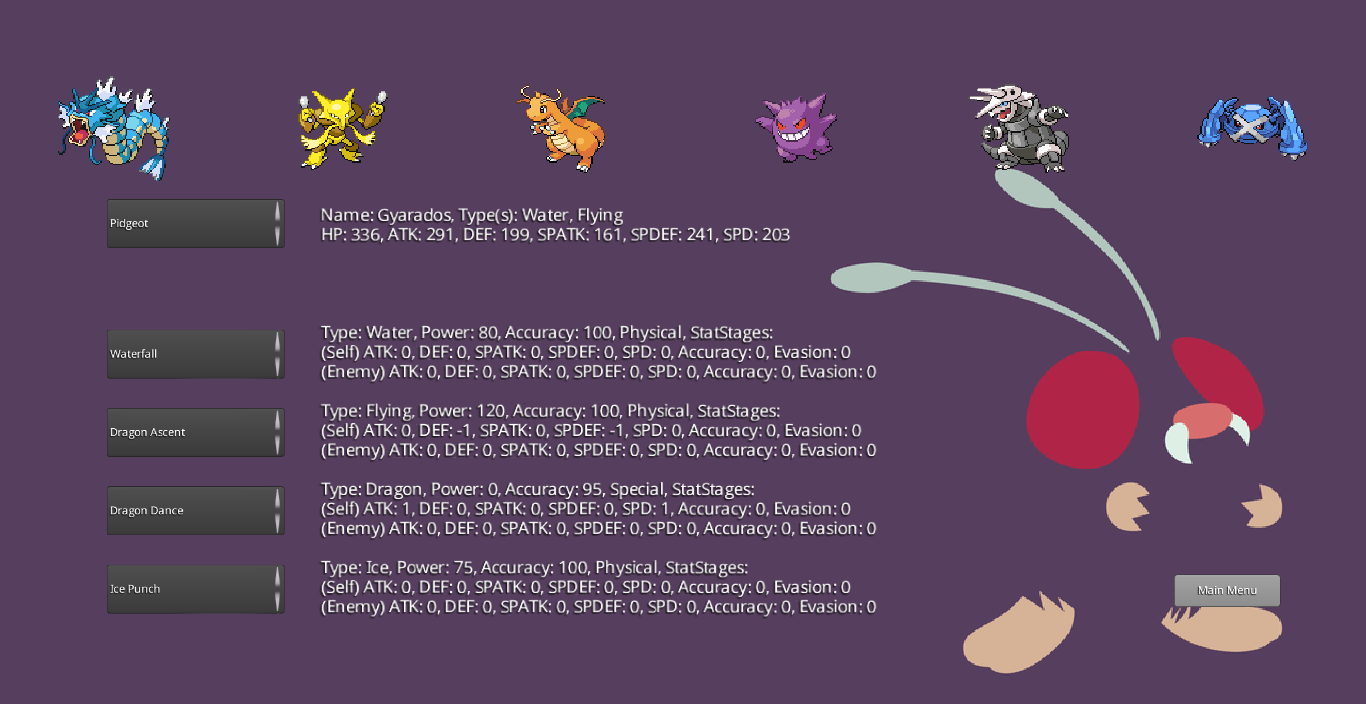 Pidgeot
Name: Gyarados, Type(s): Water, Flying
HP: 336, ATK: 291, DEF: 199, SPATK: 161, SPDEF: 241, SPD: 203
Waterfall
Type: Water, Power: 80, Accuracy: 100, Physical, StatStages:
(Self) ATK: 0, DEF: 0, SPATK: 0, SPDEF: 0, SPD: 0, Accuracy: 0, Evasion: 0
(Enemy) ATK: 0, DEF: 0, SPATK: 0, SPDEF: 0, SPD: 0, Accuracy: 0, Evasion: 0
Dragon Ascent
Type: Flying, Power: 120, Accuracy: 100, Physical, StatStages:
(Self) ATK: 0, DEF: -1, SPATK: 0, SPDEF: -1, SPD: 0, Accuracy: 0, Evasion: 0
(Enemy) ATK: 0, DEF: 0, SPATK: 0, SPDEF: 0, SPD: 0, Accuracy: 0, Evasion: 0
Dragon Dance
Type: Dragon, Power: 0, Accuracy: 95, Special, StatStages:
(Self) ATK: 1, DEF: 0, SPATK: 0, SPDEF: 0, SPD: 1, Accuracy: 0, Evasion: 0
(Enemy) ATK: 0, DEF: 0, SPATK: 0, SPDEF: 0, SPD: 0, Accuracy: 0, Evasion: 0
Ice Punch
Type: Ice, Power: 75, Accuracy: 100, Physical, StatStages:
(Self) ATK: 0, DEF: 0, SPATK: 0, SPDEF: 0, SPD: 0, Accuracy: 0, Evasion: 0
(Enemy) ATK: 0, DEF: 0, SPATK: 0, SPDEF: 0, SPD: 0, Accuracy: 0, Evasion: 0
Main Menu